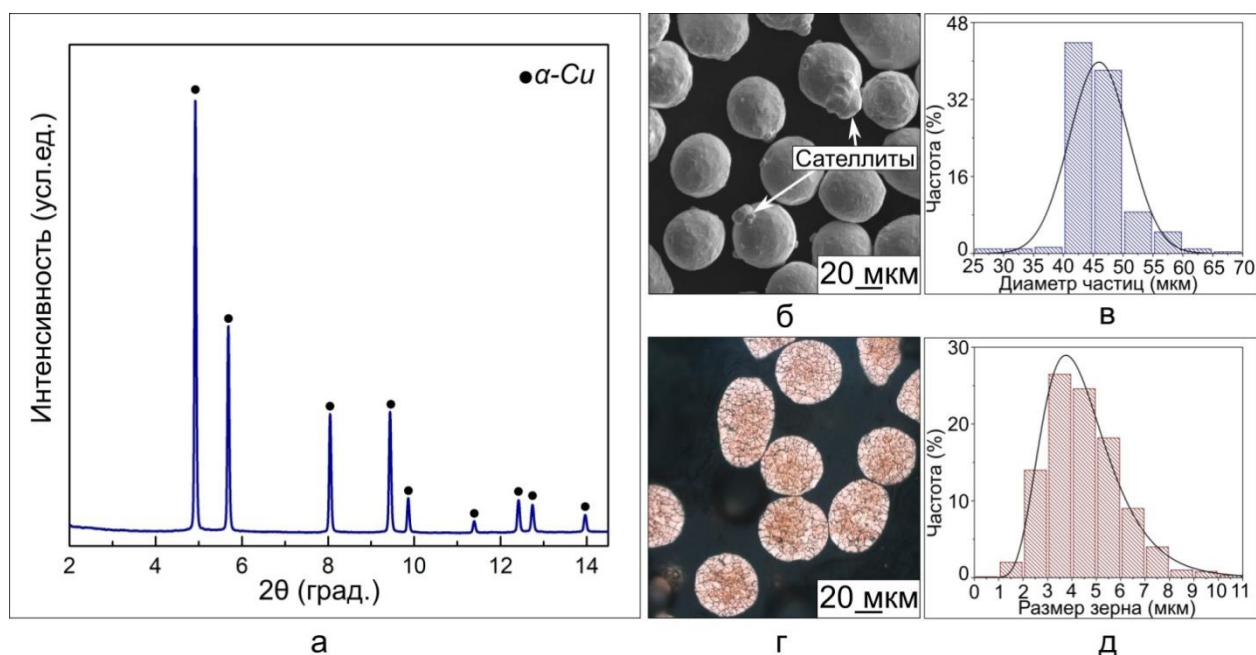 Интенсивность (усл.ед.)
●α-Cu
2 4 6 8 10 12 14
2θ (град.)
а
Сателлиты
20 мкм
б
Частота (%)
48
32
16
0
25 30 35 40 45 50 55 60 65 70
Диаметр частиц (мкм)
в
20 мкм
г
Частота (%)
30
20
10
0
0 1 2 3 4 5 6 7 8 9 10 11
Размер зерна (мкм)
д